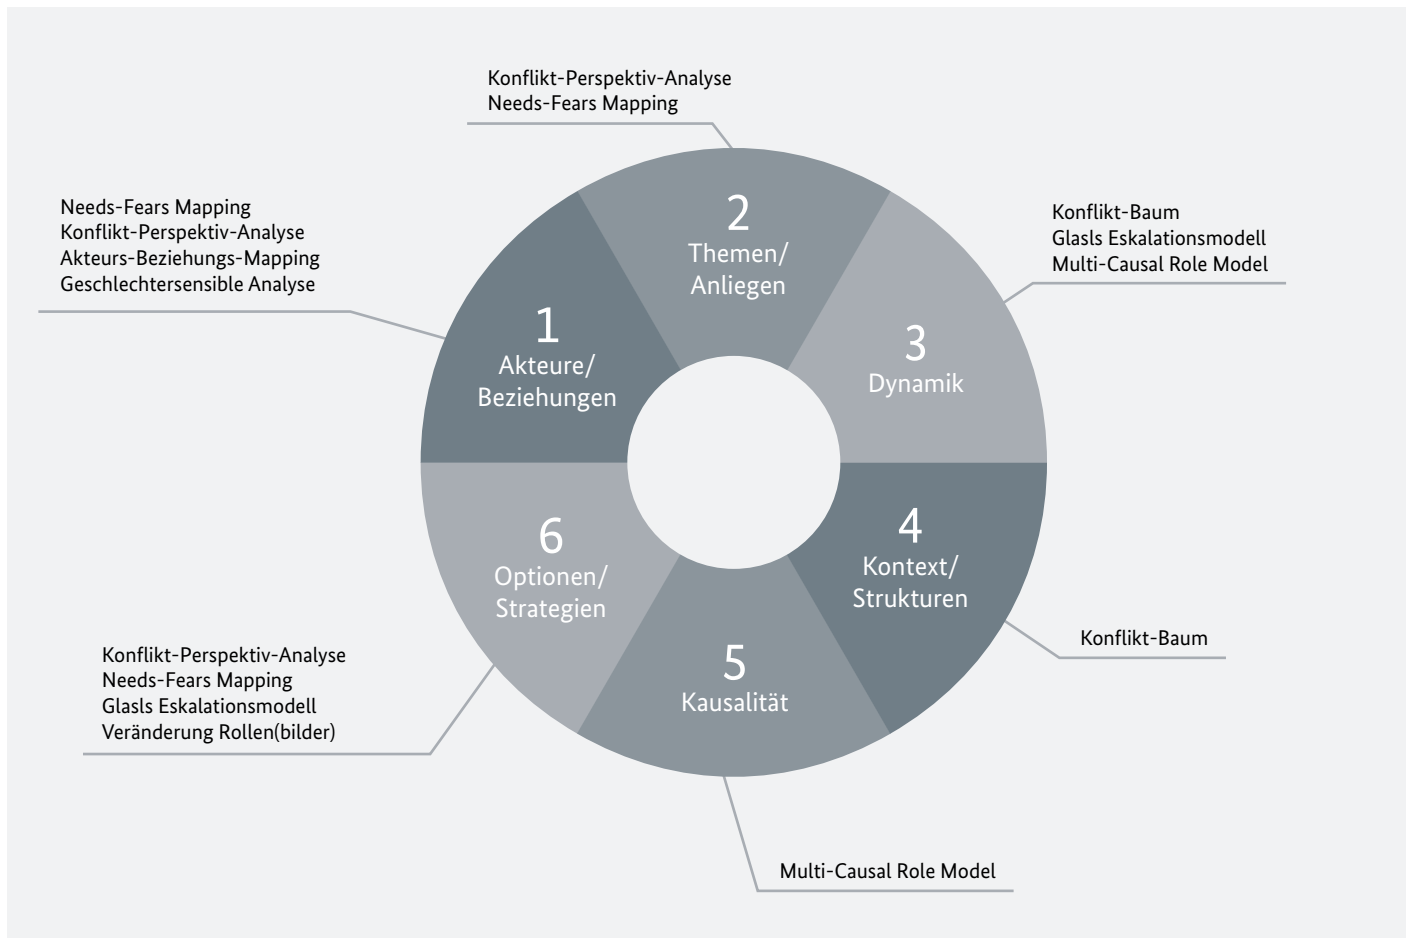 Konflikt-Perspektiv-Analyse
Needs-Fears Mapping
Needs-Fears Mapping
Konflikt-Perspektiv-Analyse
Akteurs-Beziehungs-Mapping
Geschlechtersensible Analyse
Konflikt-Baum
Glasls Eskalationsmodell
Multi-Causal Role Model
1
Akteure/
Beziehungen
2
Themen/
Anliegen
3
Dynamik
4
Kontext/
Strukturen
5
Kausalität
6
Optionen/
Strategien
Konflikt-Baum
Konflikt-Perspektiv-Analyse
Needs-Fears Mapping
Glasls Eskalationsmodell
Veränderung Rollen(bilder)
Multi-Causal Role Model